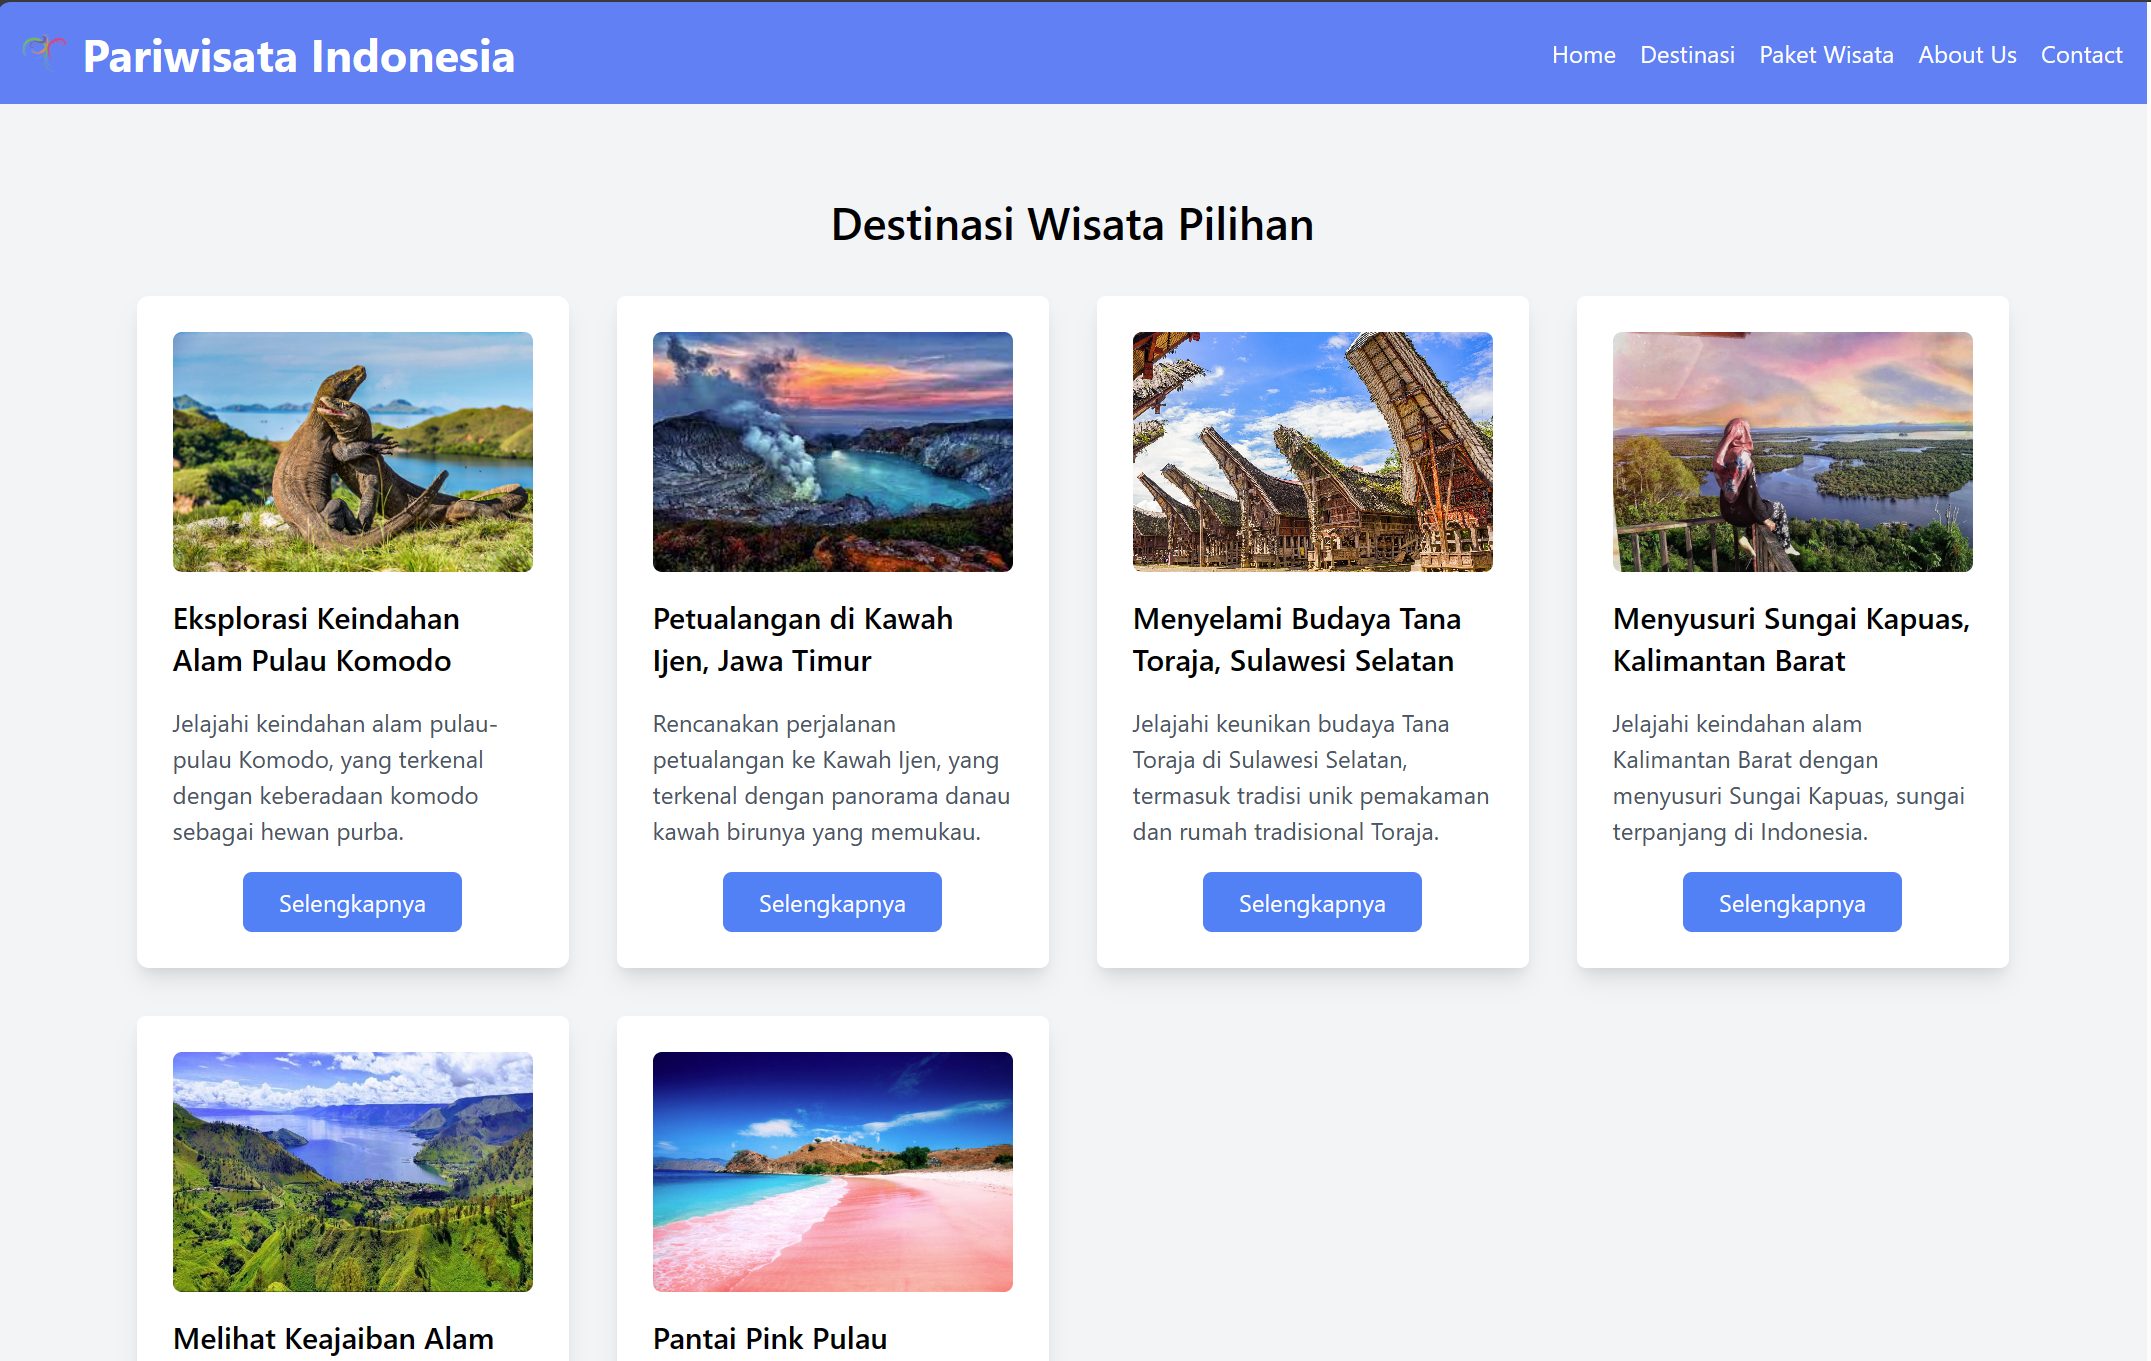 Pariwisata Indonesia
Home Destinasi Paket Wisata About Us Contact
Destinasi Wisata Pilihan
Eksplorasi Keindahan
Alam Pulau Komodo
Jelajahi keindahan alam pulau-
pulau Komodo, yang terkenal
dengan keberadaan komodo
sebagai hewan purba.
Selengkapnya
Petualangan di Kawah
Ijen, Jawa Timur
Rencanakan perjalanan
petualangan ke Kawah Ijen, yang
terkenal dengan panorama danau
kawah birunya yang memukau.
Selengkapnya
Menyelami Budaya Tana
Toraja, Sulawesi Selatan
Jelajahi keunikan budaya Tana
Toraja di Sulawesi Selatan,
termasuk tradisi unik pemakaman
dan rumah tradisional Toraja.
Selengkapnya
Menyusuri Sungai Kapuas,
Kalimantan Barat
Jelajahi keindahan alam
Kalimantan Barat dengan
menyusuri Sungai Kapuas, sungai
terpanjang di Indonesia.
Selengkapnya
Melihat Keajaiban Alam
Pantai Pink Pulau